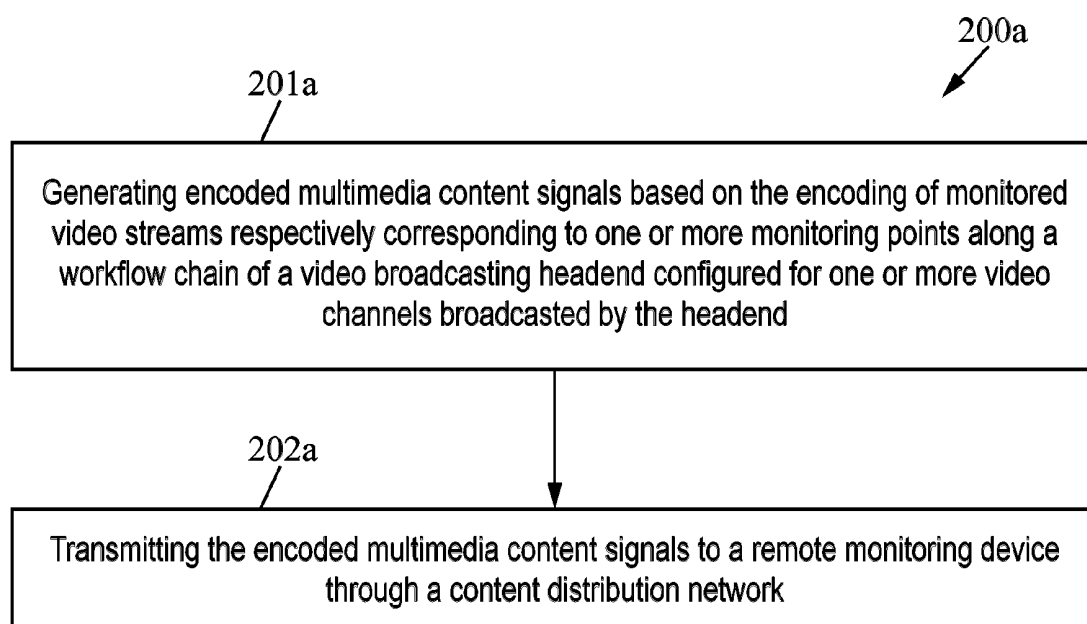 200a
201a
Generating encoded multimedia content signals based on the encoding of monitored
video streams respectively corresponding to one or more monitoring points along a
workflow chain of a video broadcasting headend configured for one or more video
channels broadcasted by the headend
202a
Transmitting the encoded multimedia content signals to a remote monitoring device
through a content distribution network